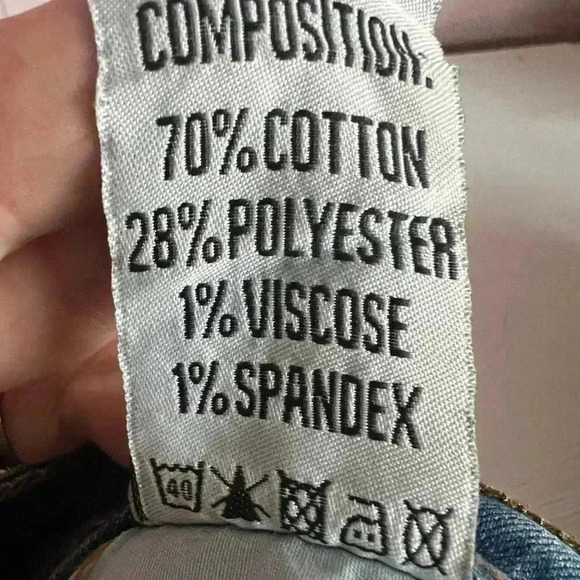 COMPOSITION:
70% COTTON
28% POLYESTER
1% VISCOSE
1% SPANDEX
40